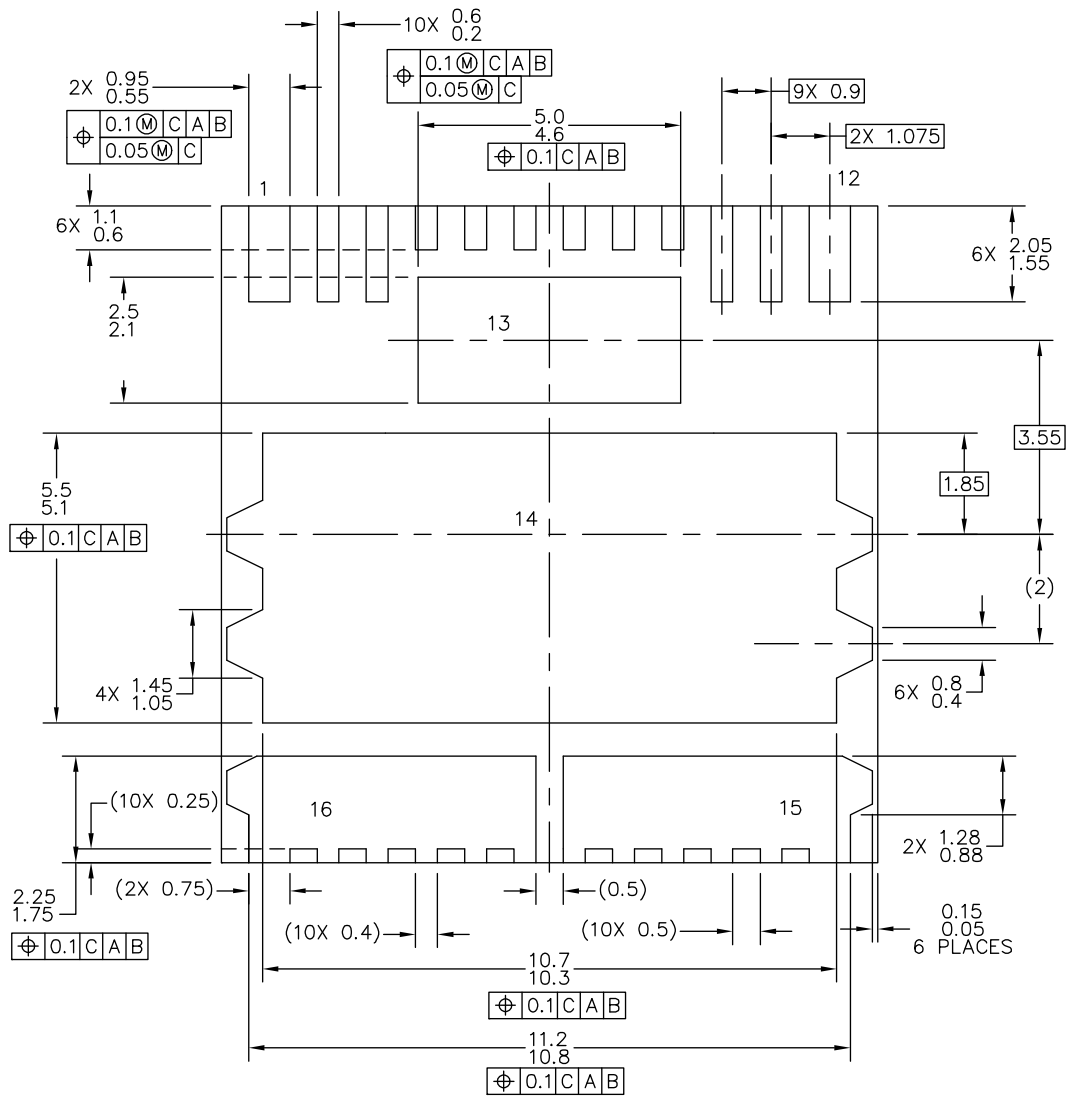 10X 0.6
0.2
⌖ 0.1 Ⓜ C A B
0.05 Ⓜ C
2X 0.95
0.55
⌖ 0.1 Ⓜ C A B
0.05 Ⓜ C
9X 0.9
5.0
4.6
⌖ 0.1 C A B
2X 1.075
1
12
6X 1.1
0.6
6X 2.05
1.55
2.5
2.1
13
3.55
1.85
5.5
5.1
⌖ 0.1 C A B
14
(2)
4X 1.45
1.05
6X 0.8
0.4
(10X 0.25)
16
15
2X 1.28
0.88
2.25
1.75
⌖ 0.1 C A B
(2X 0.75)
(0.5)
(10X 0.4)
(10X 0.5)
0.15
0.05
6 PLACES
10.7
10.3
⌖ 0.1 C A B
11.2
10.8
⌖ 0.1 C A B